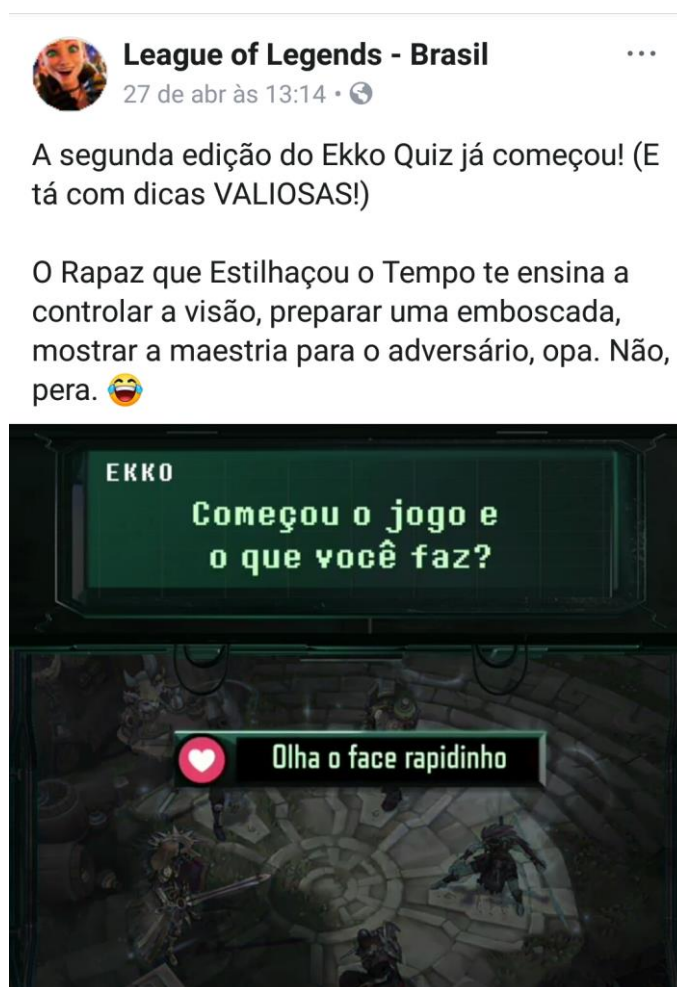 League of Legends - Brasil
27 de abr às 13:14
A segunda edição do Ekko Quiz já começou! (E
tá com dicas VALIOSAS!)
O Rapaz que Estilhaçou o Tempo te ensina a
controlar a visão, preparar uma emboscada,
mostrar a maestria para o adversário, opa. Não,
pera. 😂
EKKO
Começou o jogo e
o que você faz?
Olha o face rapidinho